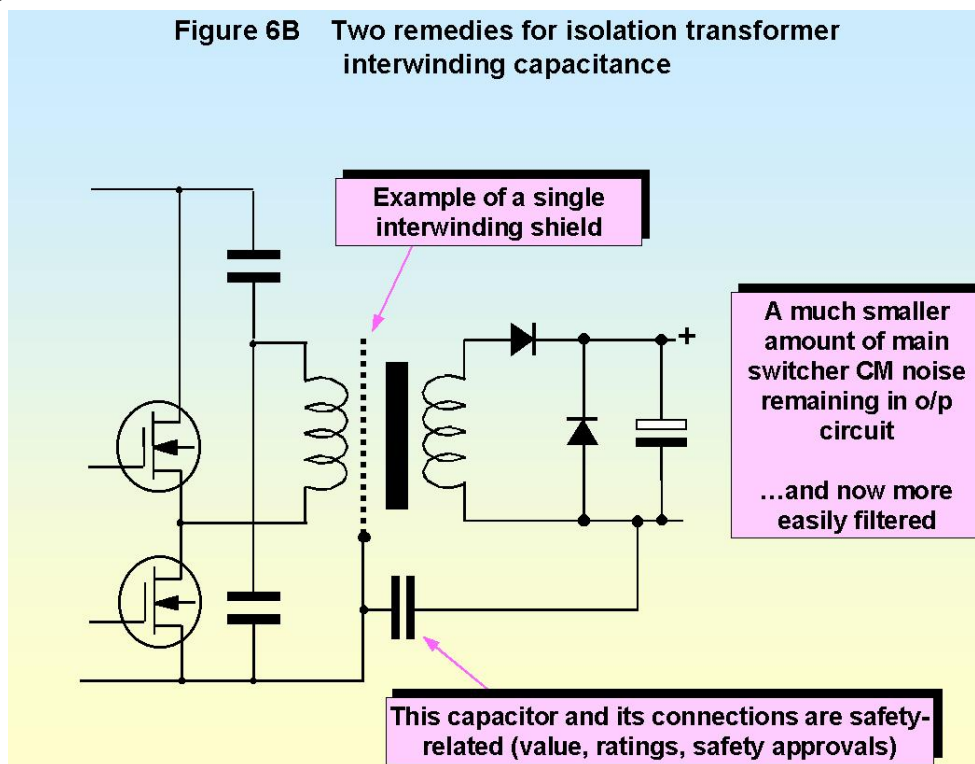 Figure 6B Two remedies for isolation transformer
interwinding capacitance
Example of a single
interwinding shield
+
A much smaller
amount of main
switcher CM noise
remaining in o/p
circuit
…and now more
easily filtered
This capacitor and its connections are safety-
related (value, ratings, safety approvals)